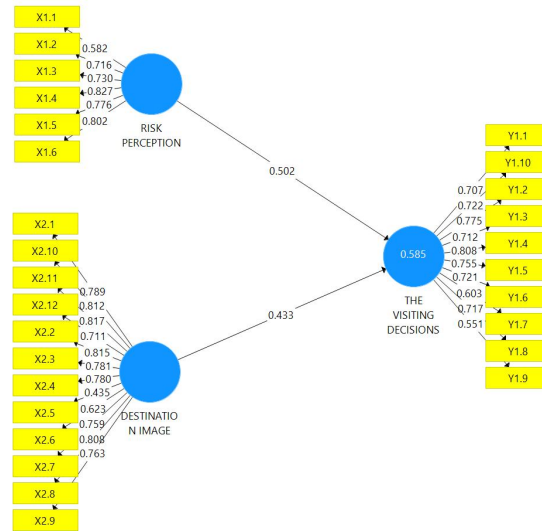 X1.1
X1.2
X1.3
X1.4
X1.5
X1.6
0.582
0.716
0.730
0.827
0.776
0.802
RISK
PERCEPTION
0.502
X2.1
X2.10
X2.11
X2.12
X2.2
X2.3
X2.4
X2.5
X2.6
X2.7
X2.8
X2.9
0.789
0.812
0.817
0.711
0.815
0.781
0.780
0.435
0.623
0.759
0.808
0.763
DESTINATIO
N IMAGE
0.433
0.585
THE
VISITING
DECISIONS
0.707
0.722
0.775
0.712
0.808
0.755
0.721
0.603
0.717
0.551
Y1.1
Y1.10
Y1.2
Y1.3
Y1.4
Y1.5
Y1.6
Y1.7
Y1.8
Y1.9